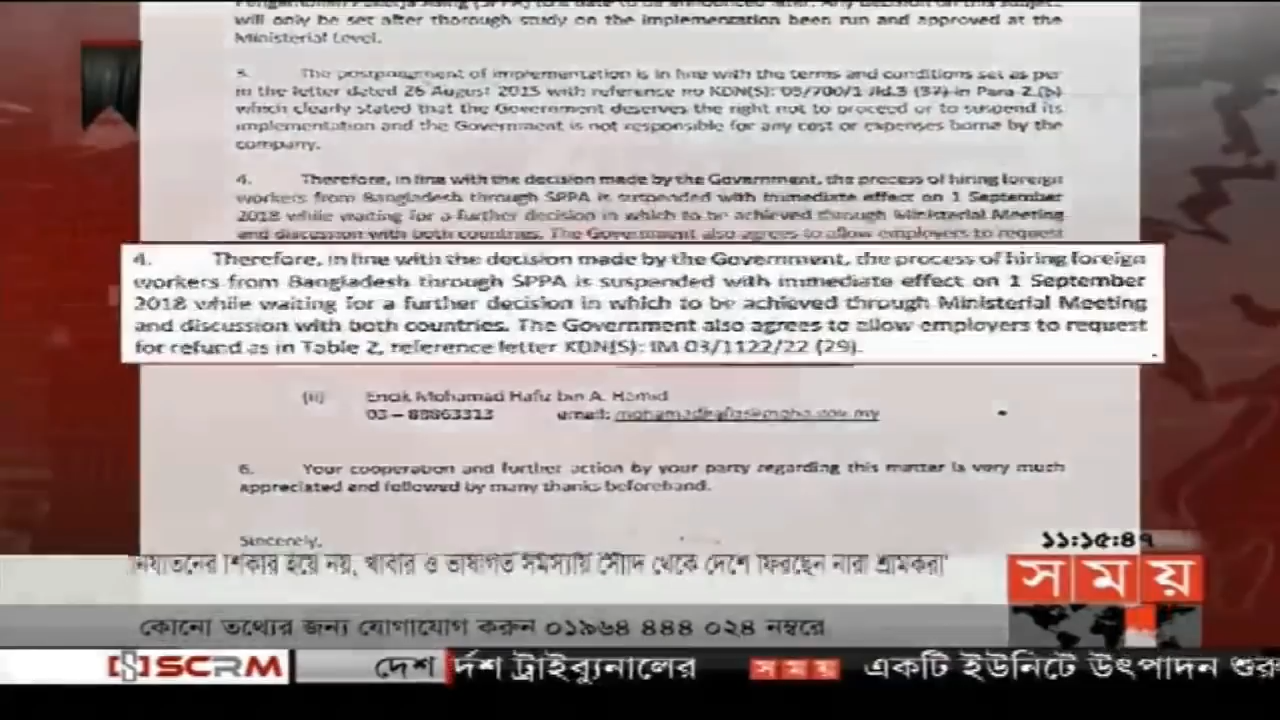 will only be set after thorough study on the implementation been run and approved at the
Ministerial Level.
3. The postponement of implementation is in line with the terms and conditions set as per
in the letter dated 26 August 2015 with reference no KDN(S): 05/700/1 Jld.3 (37) in Para 2 (b)
which clearly stated that the Government deserves the right not to proceed or to suspend its
implementation and the Government is not responsible for any cost or expenses borne by the
company.
4. Therefore, in line with the decision made by the Government, the process of hiring foreign
workers from Bangladesh through SPPA is suspended with immediate effect on 1 September
2018 while waiting for a further decision in which to be achieved through Ministerial Meeting
and discussion with both countries. The Government also agrees to allow employers to request
4. Therefore, in line with the decision made by the Government, the process of hiring foreign
workers from Bangladesh through SPPA is suspended with immediate effect on 1 September
2018 while waiting for a further decision in which to be achieved through Ministerial Meeting
and discussion with both countries. The Government also agrees to allow employers to request
for refund as in Table 2, reference letter KDN(S): IM 03/1122/22 (29).
(ii) Encik Mohamad Hafiz bin A. Hamid
03 – 88863313 email: mohamadhafiz@moha.gov.my
6. Your cooperation and further action by your party regarding this matter is very much
appreciated and followed by many thanks beforehand.
Sincerely,
১১:১৫:৪৭
নির্যাতনের শিকার হয়ে নয়, খাবার ও ভাষাগত সমস্যায় সৌদি থেকে দেশে ফিরছেন নারী শ্রমিকরা'
সময়
কোনো তথ্যের জন্য যোগাযোগ করুন ০১৯৬৪ ৪৪৪ ০২৪ নম্বরে
SCRM দেশ র্দেশ ট্রাইব্যুনালের সময় একটি ইউনিটে উৎপাদন শুরু